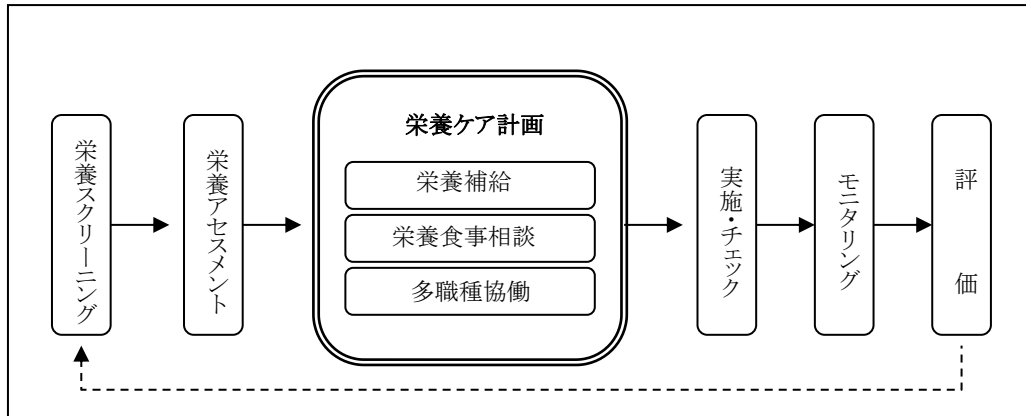 栄養スクリーニング
栄養アセスメント
栄養ケア計画
栄養補給
栄養食事相談
多職種協働
実施・チェック
モニタリング
評価